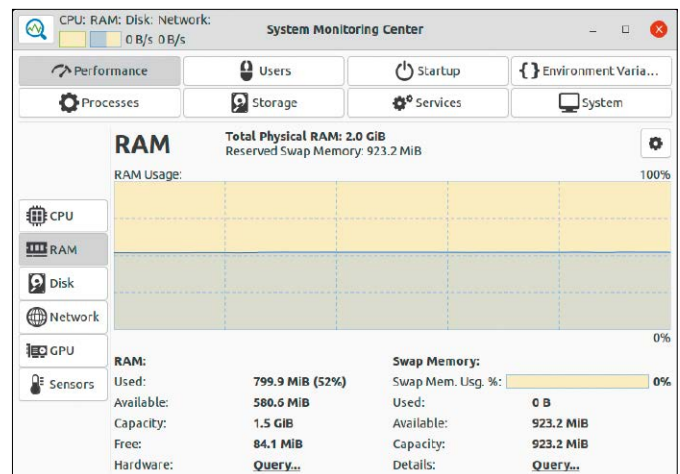 CPU: RAM: Disk: Network:
0 B/s 0 B/s
System Monitoring Center
Performance
Users
Startup
{ } Environment Varia...
Processes
Storage
Services
System
RAM
Total Physical RAM: 2.0 GiB
Reserved Swap Memory: 923.2 MiB
RAM Usage:
100%
CPU
RAM
Disk
Network
GPU
Sensors
0%
RAM:
Used: 799.9 MiB (52%)
Available: 580.6 MiB
Capacity: 1.5 GiB
Free: 84.1 MiB
Hardware: Query...
Swap Memory:
Swap Mem. Usg. %: 0%
Used: 0 B
Available: 923.2 MiB
Capacity: 923.2 MiB
Details: Query...